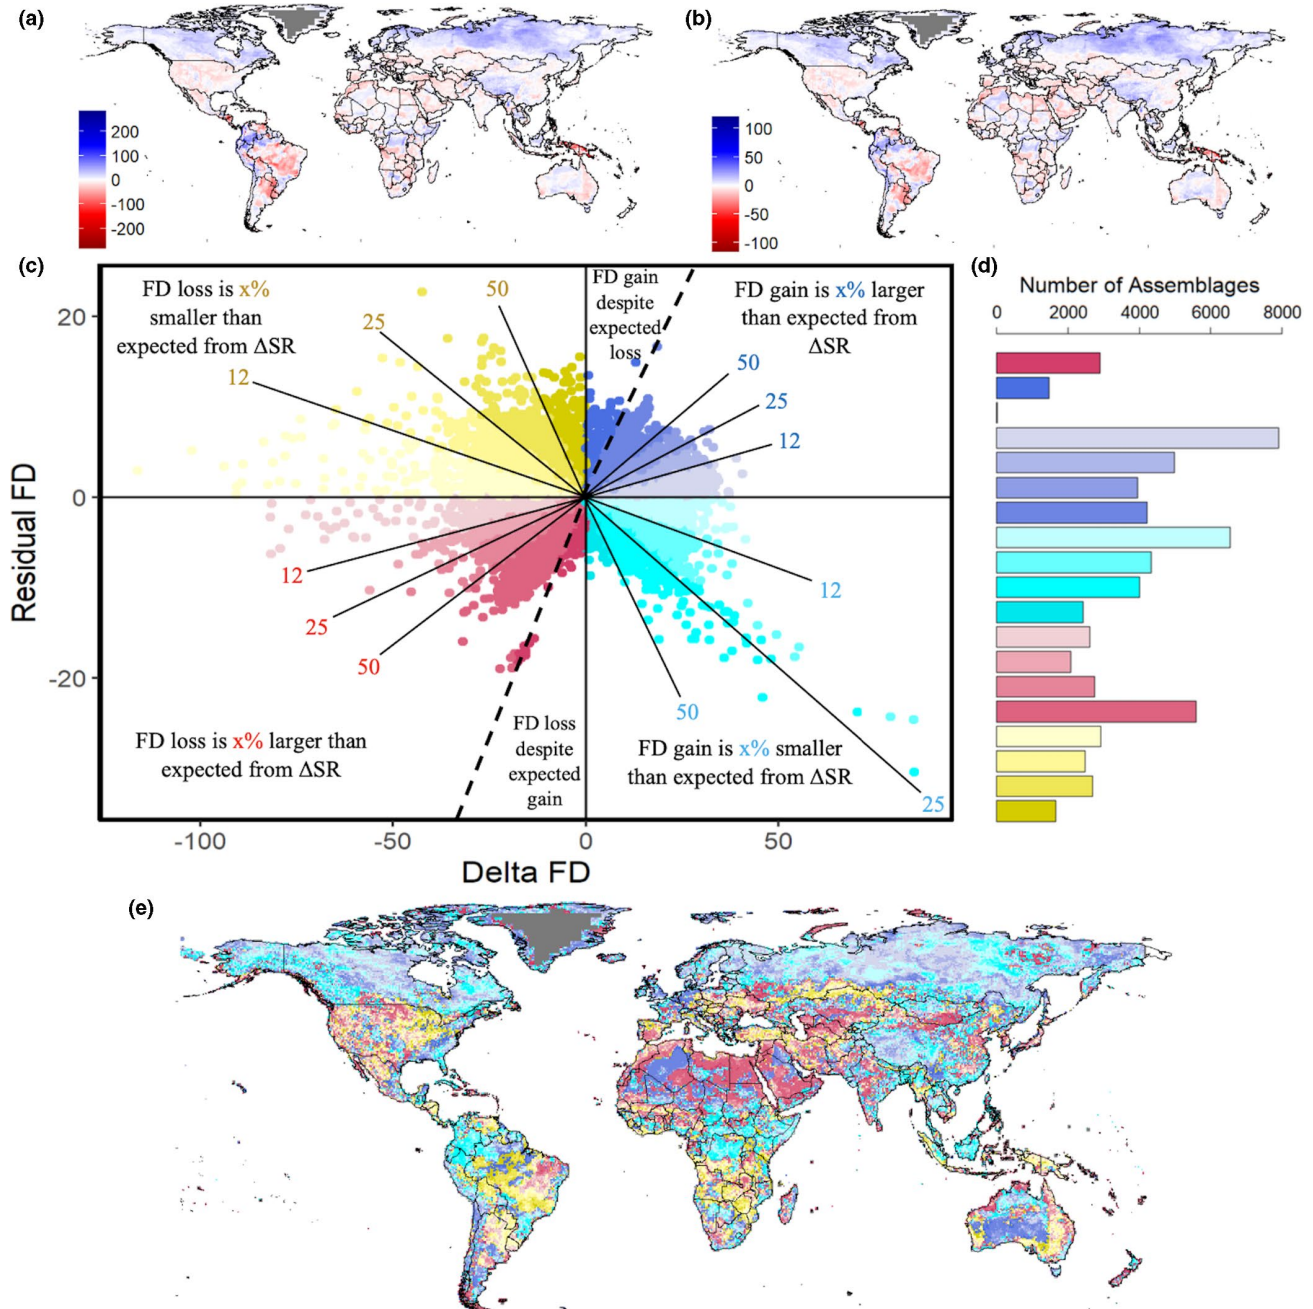 (a)
200
100
0
-100
-200
(b)
100
50
0
-50
-100
(c)
FD loss is x%
smaller than
expected from ΔSR
50
25
12
FD gain
despite
expected
loss
FD gain is x% larger
than expected from
ΔSR
50
25
12
20
0
-20
Residual FD
12
25
50
12
50
25
FD loss is x% larger than
expected from ΔSR
FD loss
despite
expected
gain
FD gain is x% smaller
than expected from ΔSR
-100
-50
0
50
Delta FD
(d)
Number of Assemblages
0
2000
4000
6000
8000
(e)